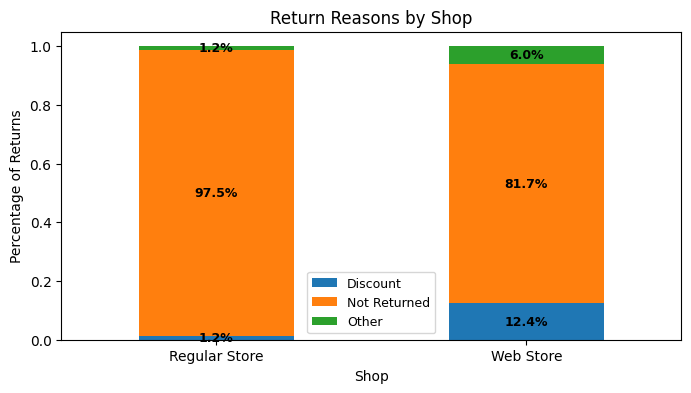 Return Reasons by Shop
Percentage of Returns
1.0
0.8
0.6
0.4
0.2
0.0
1.2%
97.5%
1.2%
6.0%
81.7%
12.4%
Discount
Not Returned
Other
Regular Store
Web Store
Shop